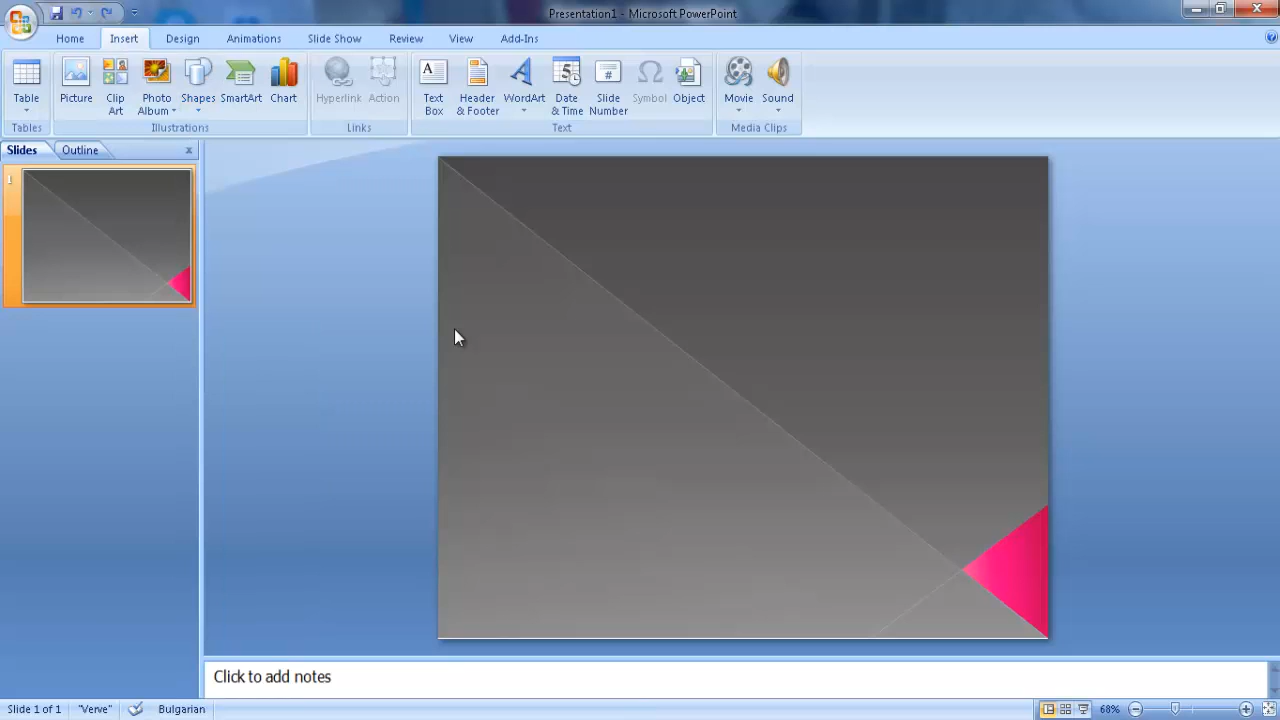 Presentation1 - Microsoft PowerPoint
Home Insert Design Animations Slide Show Review View Add-Ins
Table Picture Clip Art Photo Album Shapes SmartArt Chart Hyperlink Action Text Box Header & Footer WordArt Date & Time Slide Number Symbol Object Movie Sound
Tables Illustrations Links Text Media Clips
Slides Outline x
1
Click to add notes
Slide 1 of 1 "Verve" Bulgarian 68%